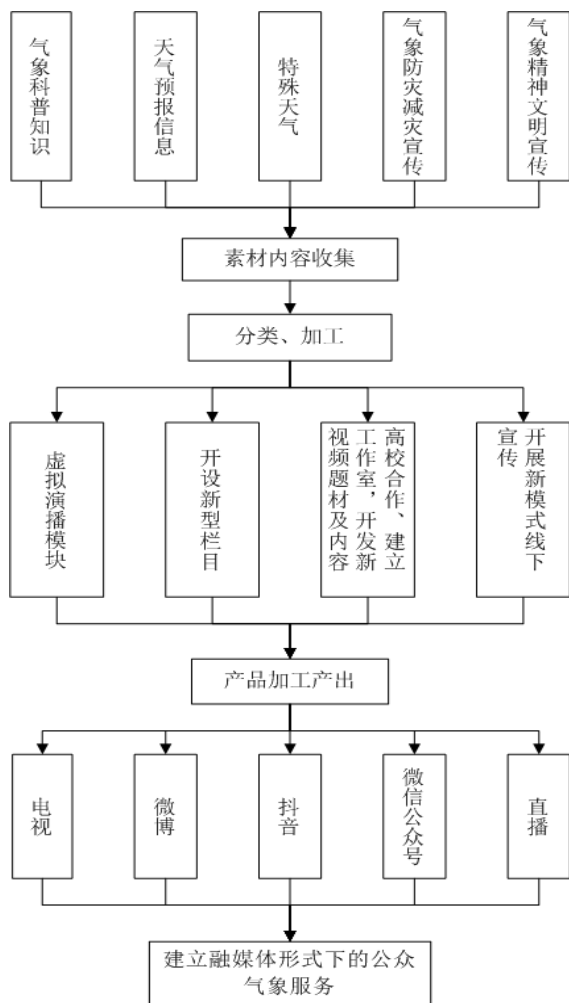 气象科普知识
天气预报信息
特殊天气
气象防灾减灾宣传
气象精神文明宣传
素材内容收集
分类、加工
虚拟演播模块
开设新型栏目
高校合作、建立
工作室，开发新
视频题材及内容
开展新模式线下
宣传
产品加工产出
电视
微博
抖音
微信公众号
直播
建立融媒体形式下的公众
气象服务